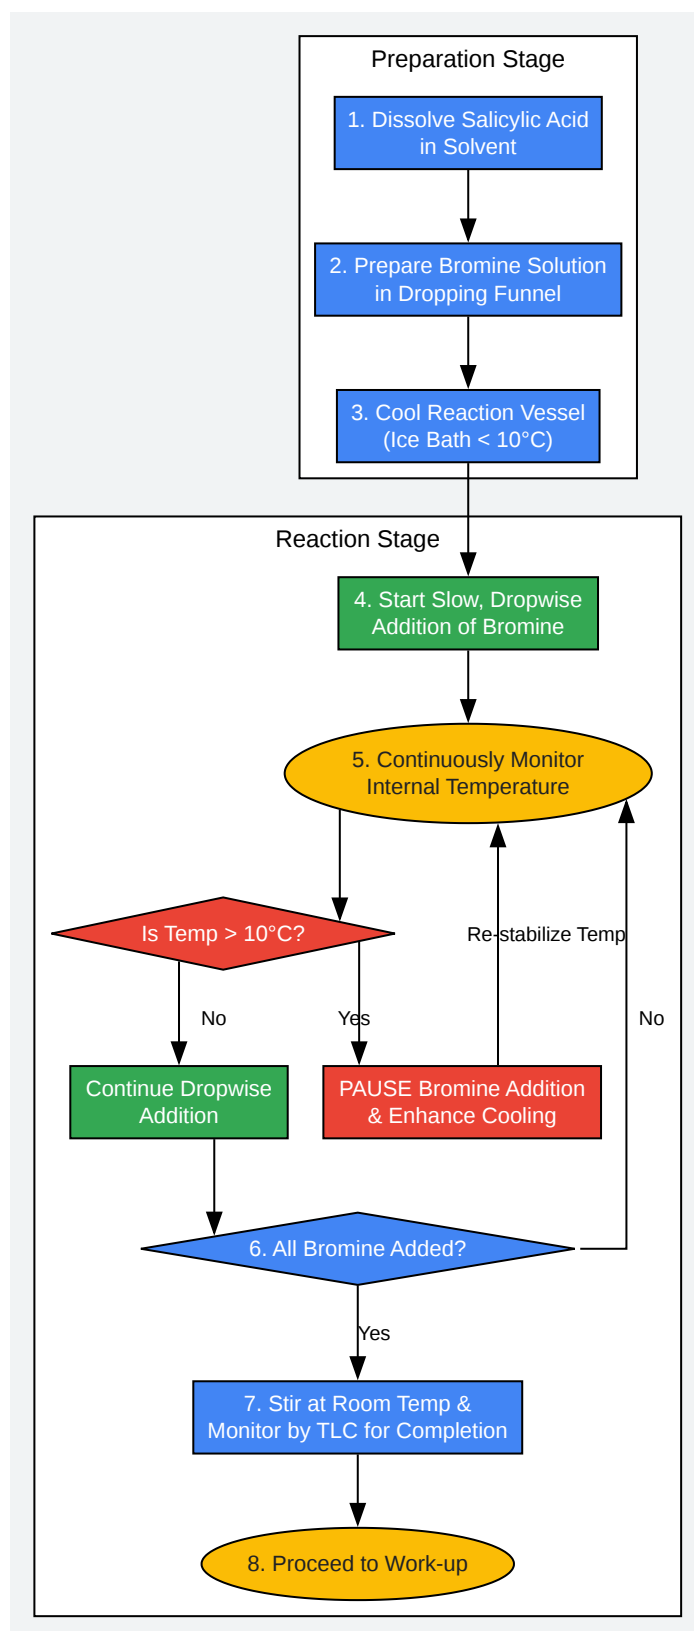 Preparation Stage
1. Dissolve Salicylic Acid
in Solvent
2. Prepare Bromine Solution
in Dropping Funnel
3. Cool Reaction Vessel
(Ice Bath < 10°C)
Reaction Stage
4. Start Slow, Dropwise
Addition of Bromine
5. Continuously Monitor
Internal Temperature
Is Temp > 10°C?
Re-stabilize Temp
No
Yes
No
Continue Dropwise
Addition
PAUSE Bromine Addition
& Enhance Cooling
6. All Bromine Added?
Yes
7. Stir at Room Temp &
Monitor by TLC for Completion
8. Proceed to Work-up